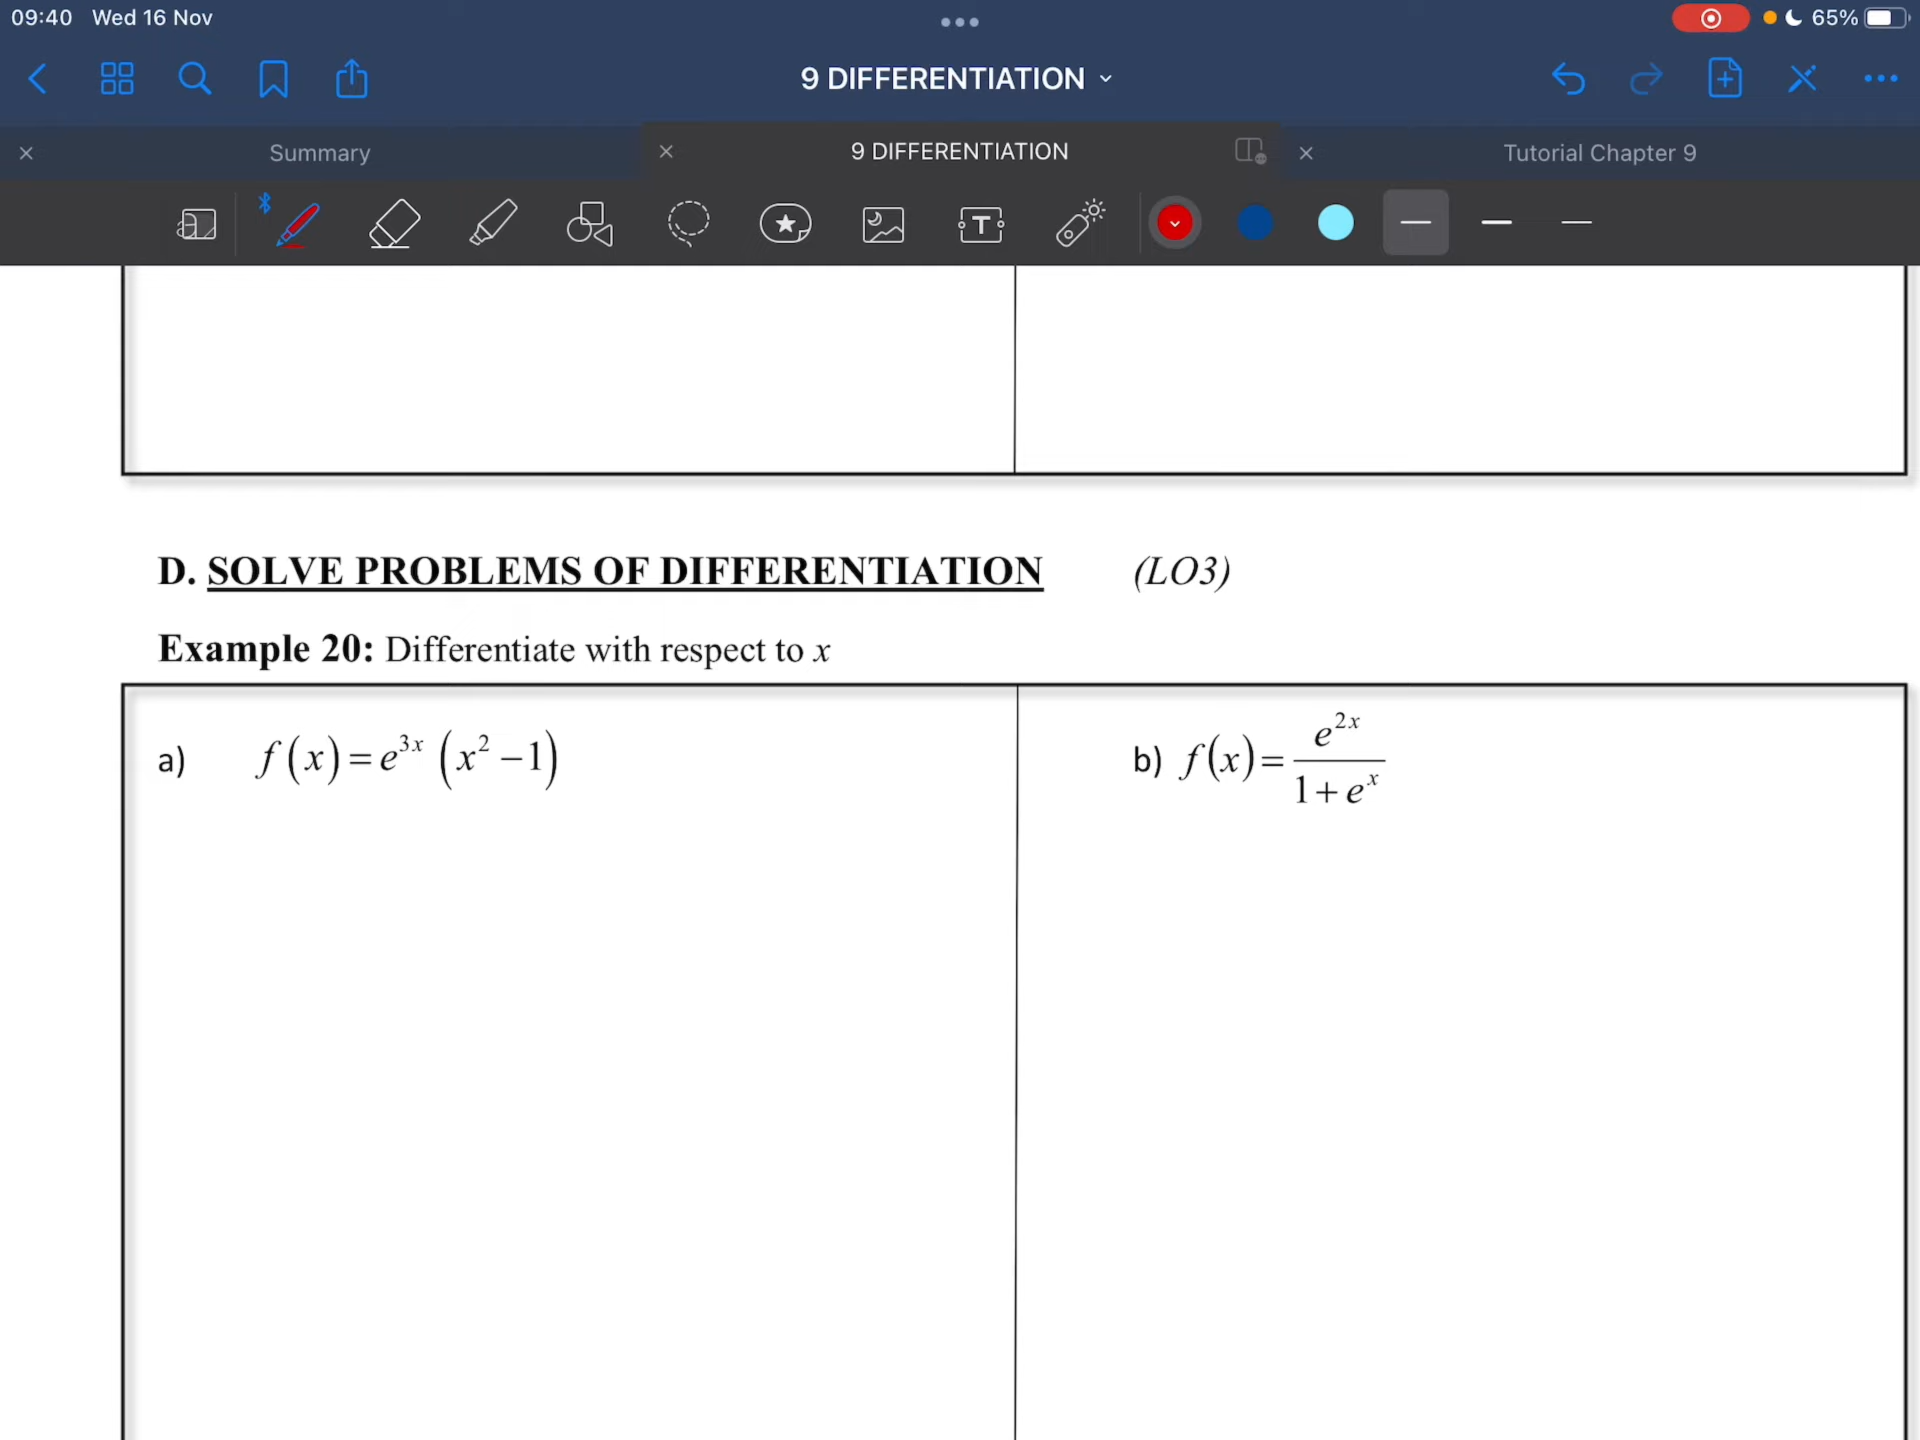 09:40 Wed 16 Nov
65%
9 DIFFERENTIATION
Summary
9 DIFFERENTIATION
Tutorial Chapter 9
D. SOLVE PROBLEMS OF DIFFERENTIATION (LO3)
Example 20: Differentiate with respect to x
a) f(x)=e^{3x}(x^2−1)
b) f(x)=\frac{e^{2x}}{1+e^x}